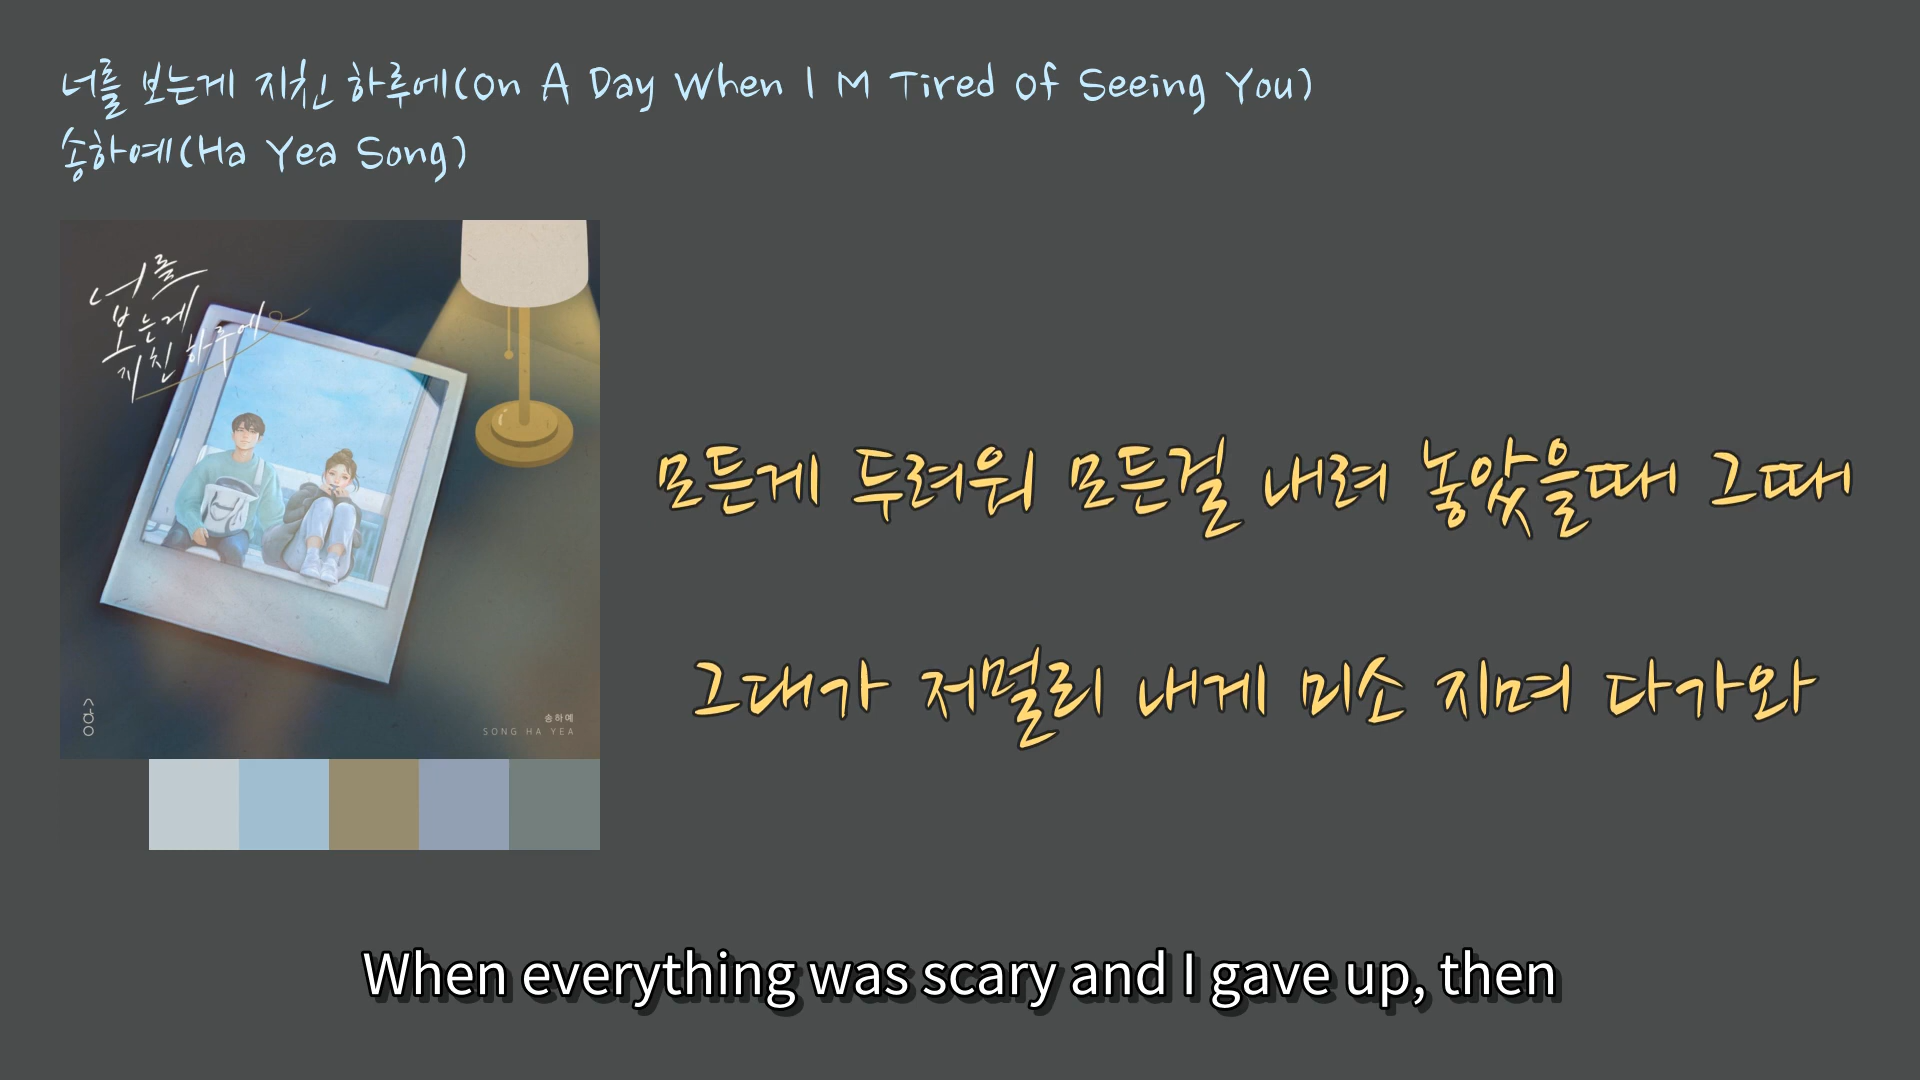 너를 보는게 지친 하루에(On A Day When I M Tired Of Seeing You)
송하예(Ha Yea Song)
너를
보는게
지친 하루에
송하예
SONG HA YEA
모든게 두려워 모든걸 내려 놓았을때 그때
그대가 저멀리 내게 미소 지며 다가와
When everything was scary and I gave up, then